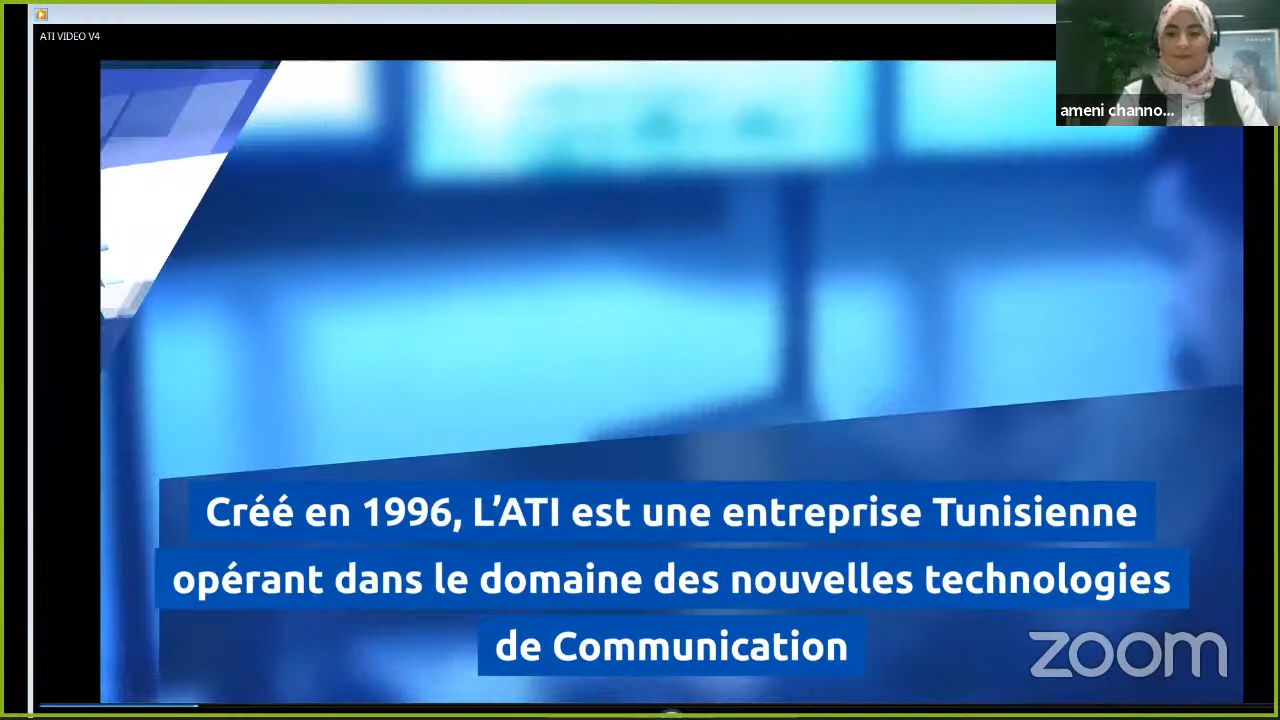 ATI VIDEO V4
ameni channo...
Créé en 1996, L’ATI est une entreprise Tunisienne
opérant dans le domaine des nouvelles technologies
de Communication
zoom